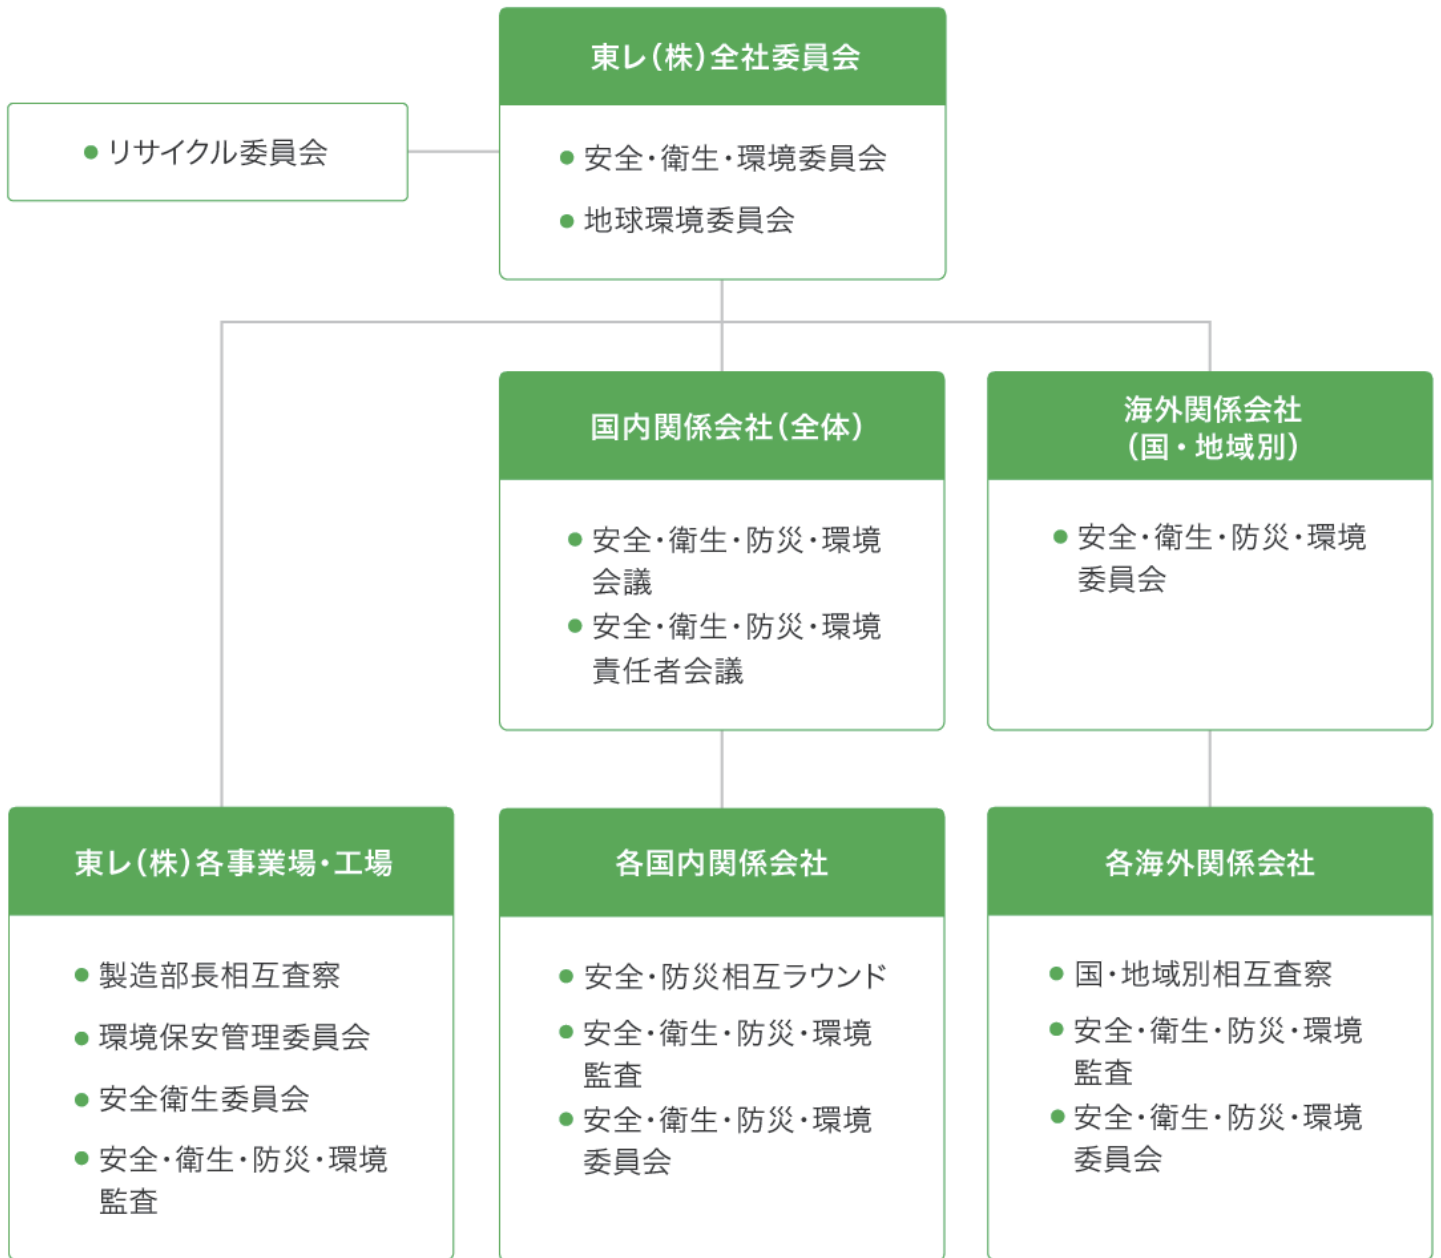 東レ（株）全社委員会
● リサイクル委員会
● 安全・衛生・環境委員会
● 地球環境委員会
国内関係会社（全体）
● 安全・衛生・防災・環境
会議
● 安全・衛生・防災・環境
責任者会議
海外関係会社
（国・地域別）
● 安全・衛生・防災・環境
委員会
東レ（株）各事業場・工場
● 製造部長相互査察
● 環境保安管理委員会
● 安全衛生委員会
● 安全・衛生・防災・環境
監査
各国内関係会社
● 安全・防災相互ラウンド
● 安全・衛生・防災・環境
監査
● 安全・衛生・防災・環境
委員会
各海外関係会社
● 国・地域別相互査察
● 安全・衛生・防災・環境
監査
● 安全・衛生・防災・環境
委員会